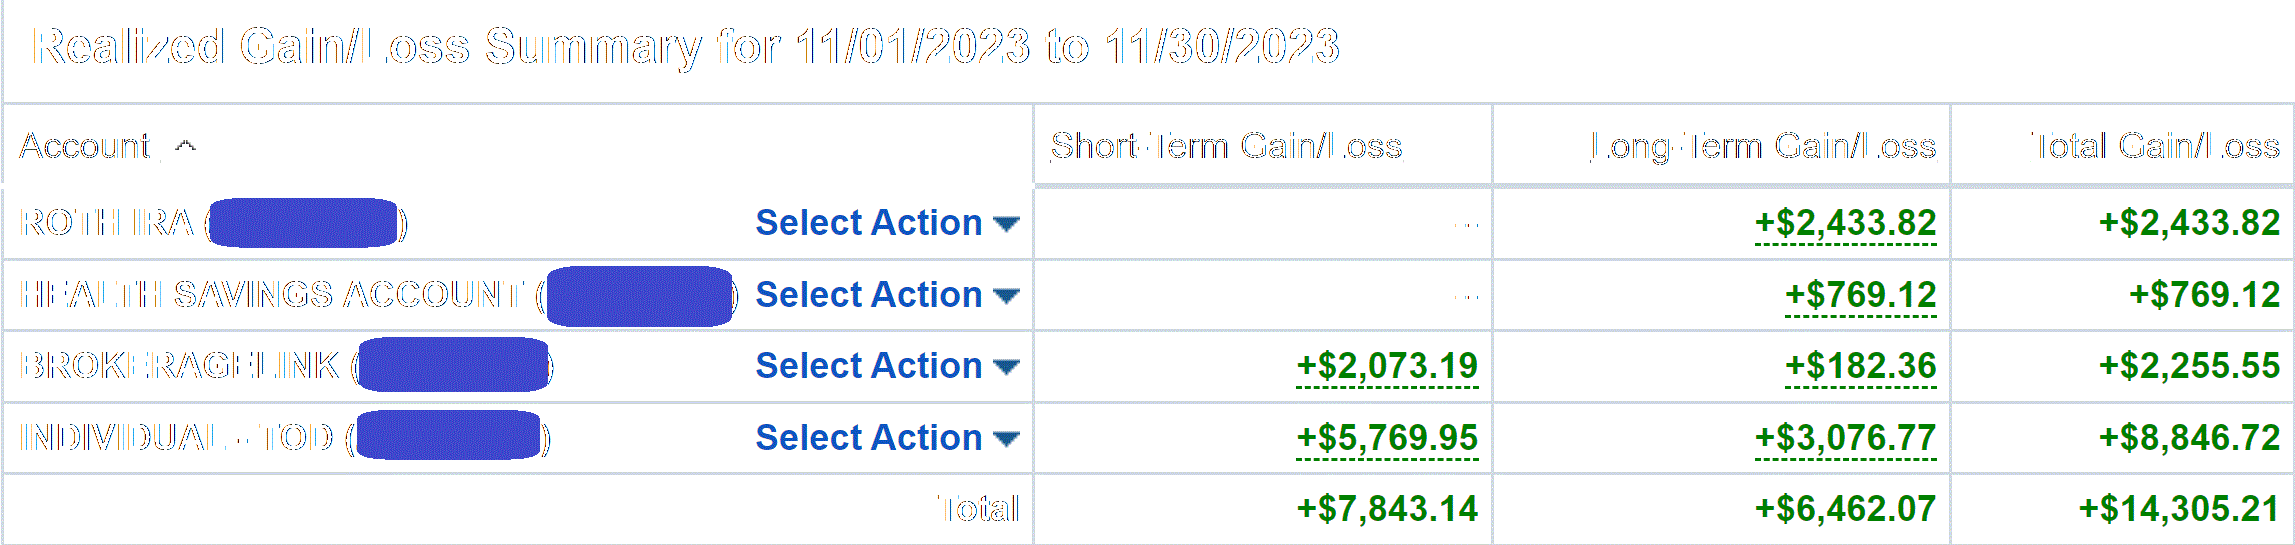 Realized Gain/Loss Summary for 11/01/2023 to 11/30/2023
Account Short-Term Gain/Loss Long-Term Gain/Loss Total Gain/Loss
ROTH IRA ( ) Select Action --- +$2,433.82 +$2,433.82
HEALTH SAVINGS ACCOUNT ( ) Select Action --- +$769.12 +$769.12
BROKERAGELINK ( ) Select Action +$2,073.19 +$182.36 +$2,255.55
INDIVIDUAL - TOD ( ) Select Action +$5,769.95 +$3,076.77 +$8,846.72
Total +$7,843.14 +$6,462.07 +$14,305.21